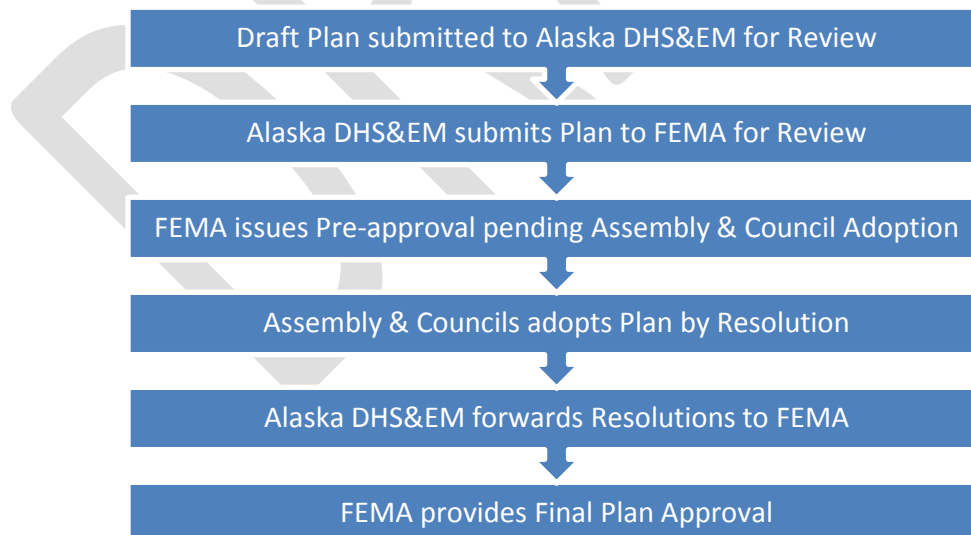 Draft Plan submitted to Alaska DHS&EM for Review
Alaska DHS&EM submits Plan to FEMA for Review
FEMA issues Pre-approval pending Assembly & Council Adoption
Assembly & Councils adopts Plan by Resolution
Alaska DHS&EM forwards Resolutions to FEMA
FEMA provides Final Plan Approval